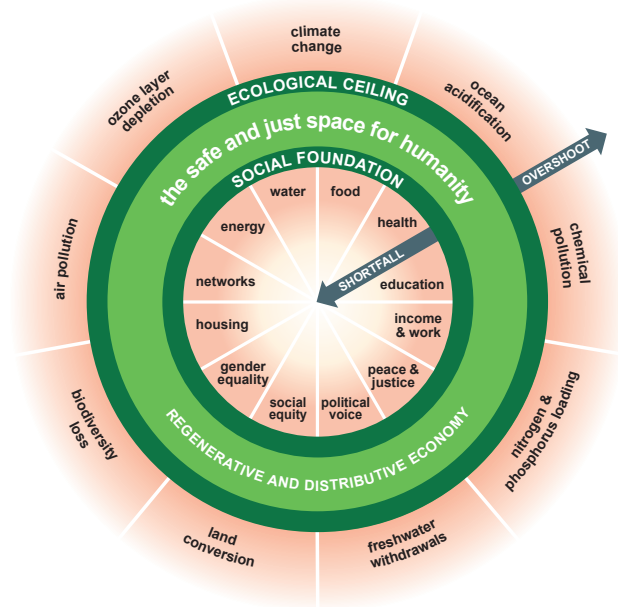 climate
change
ocean
acidification
chemical
pollution
nitrogen &
phosphorus loading
freshwater
withdrawals
land
conversion
biodiversity
loss
air pollution
ozone layer
depletion
OVERSHOOT
ECOLOGICAL CEILING
the safe and just space for humanity
SOCIAL FOUNDATION
water
food
health
SHORTFALL
education
income
& work
peace &
justice
political
voice
social
equity
gender
equality
housing
networks
energy
REGENERATIVE AND DISTRIBUTIVE ECONOMY